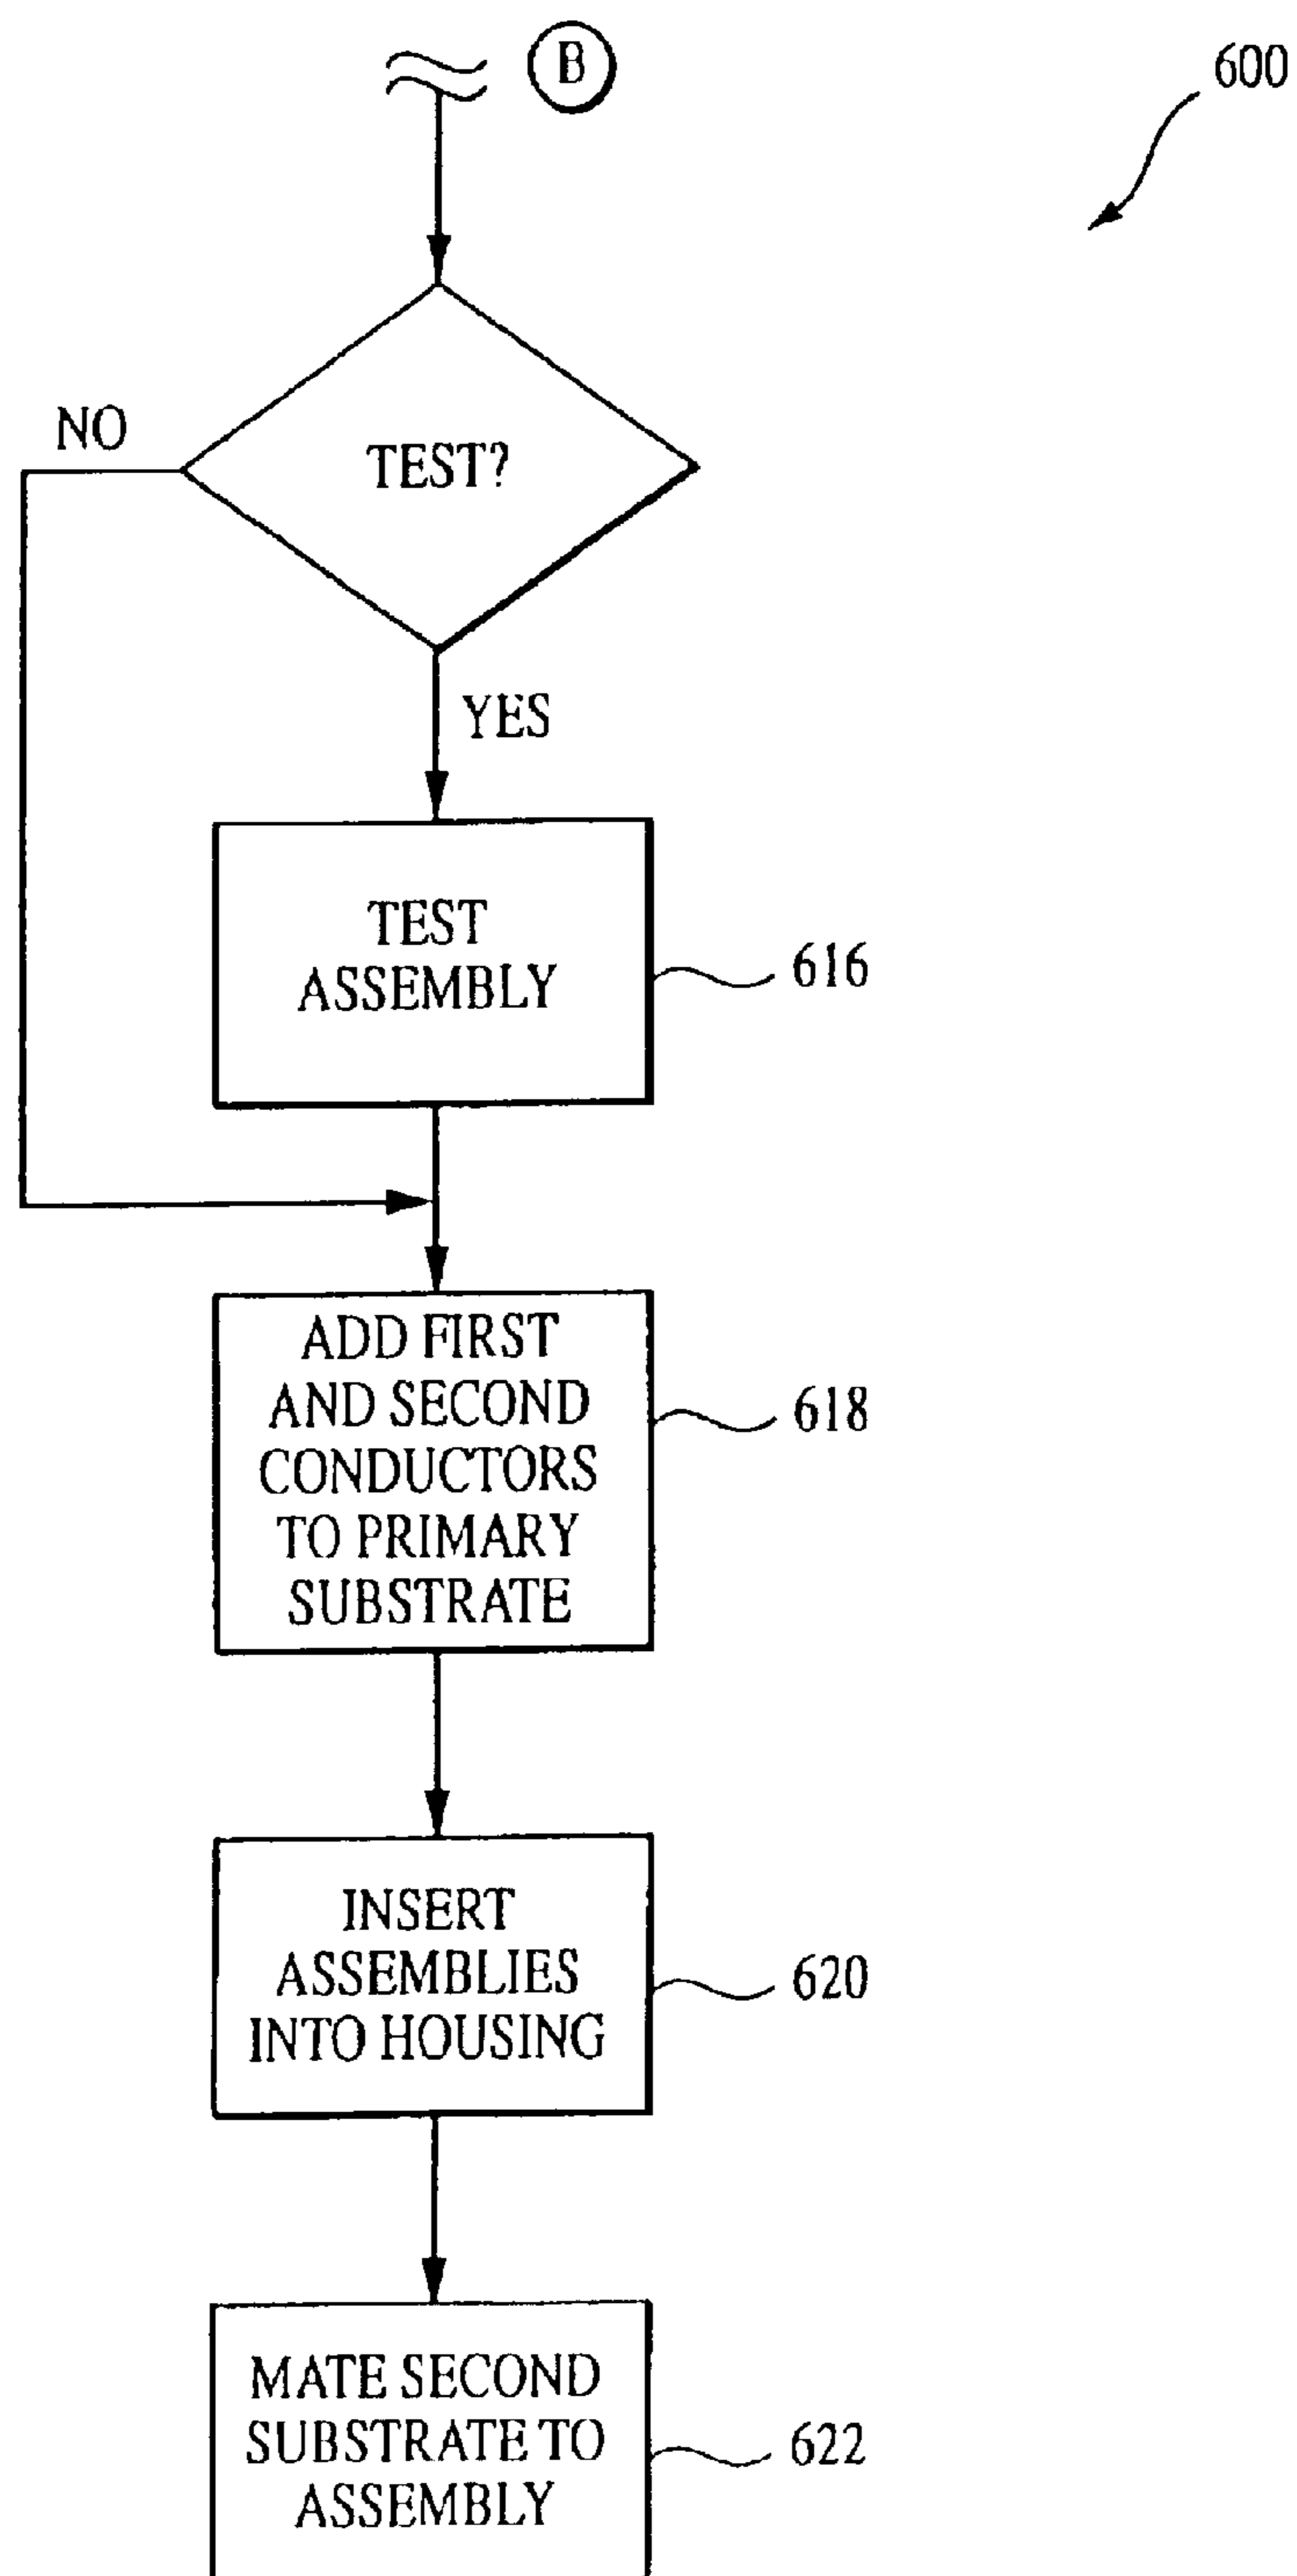 B
600
TEST?
NO
YES
TEST
ASSEMBLY
616
ADD FIRST
AND SECOND
CONDUCTORS
TO PRIMARY
SUBSTRATE
618
INSERT
ASSEMBLIES
INTO HOUSING
620
MATE SECOND
SUBSTRATE TO
ASSEMBLY
622